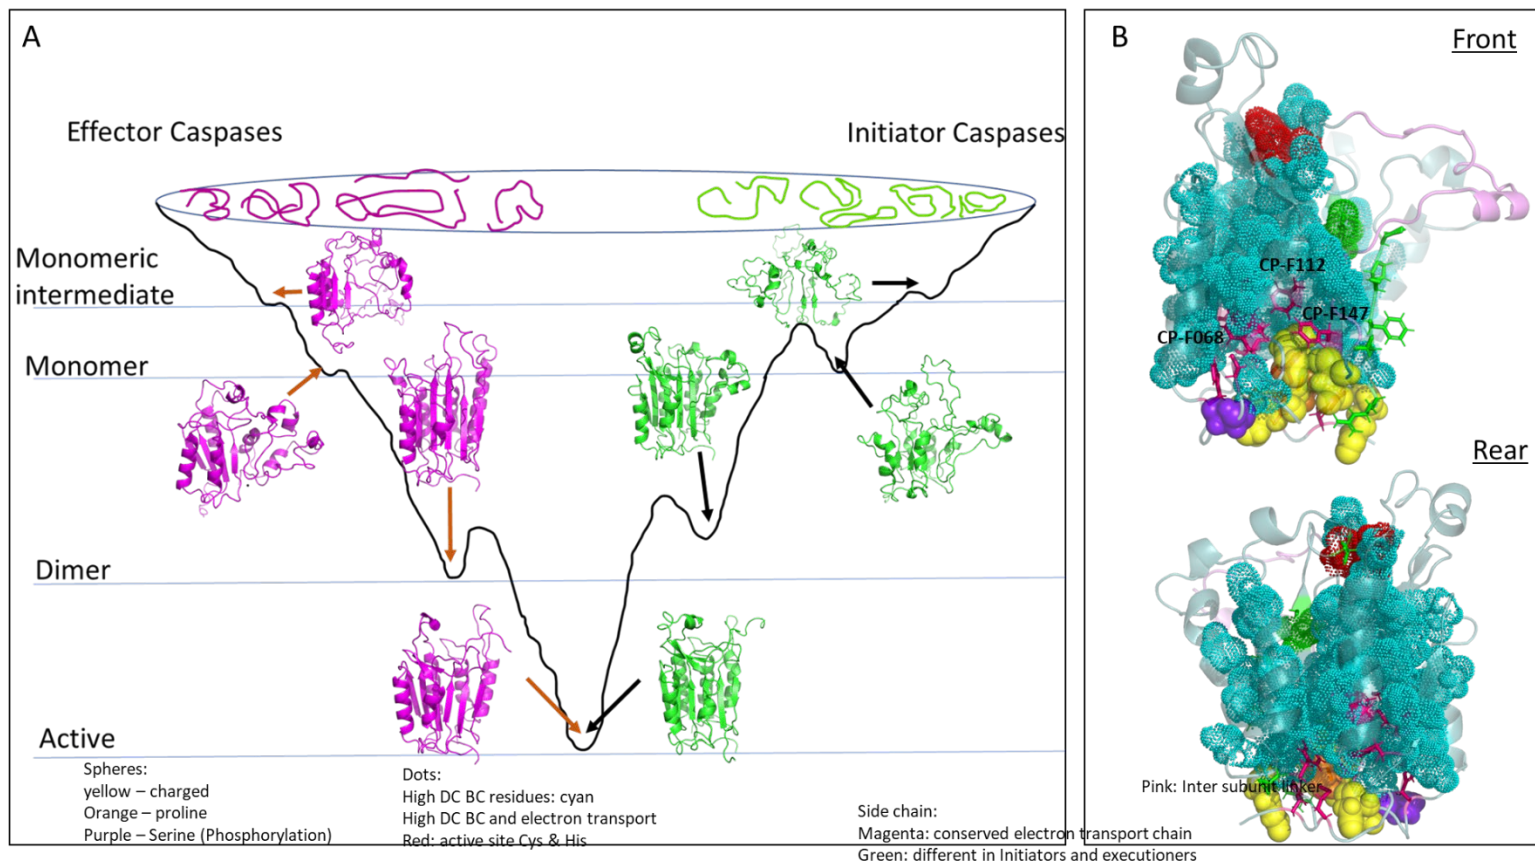 A
Effector Caspases
Initiator Caspases
Monomeric
intermediate
Monomer
Dimer
Active
Spheres:
yellow – charged
Orange – proline
Purple – Serine (Phosphorylation)
Dots:
High DC BC residues: cyan
High DC BC and electron transport
Red: active site Cys & His
Side chain:
Magenta: conserved electron transport chain
Green: different in Initiators and executioners
B
Front
CP-F112
CP-F147
CP-F068
Rear
Pink: Inter subunit linker